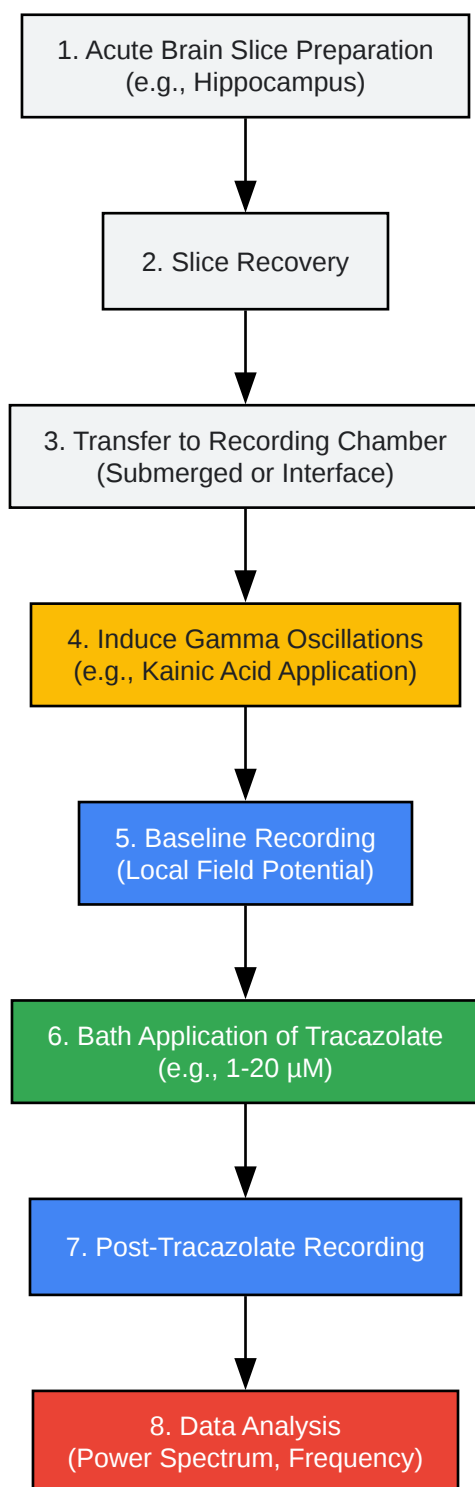 1. Acute Brain Slice Preparation
(e.g., Hippocampus)
2. Slice Recovery
3. Transfer to Recording Chamber
(Submerged or Interface)
4. Induce Gamma Oscillations
(e.g., Kainic Acid Application)
5. Baseline Recording
(Local Field Potential)
6. Bath Application of Tracazolate
(e.g., 1-20 µM)
7. Post-Tracazolate Recording
8. Data Analysis
(Power Spectrum, Frequency)